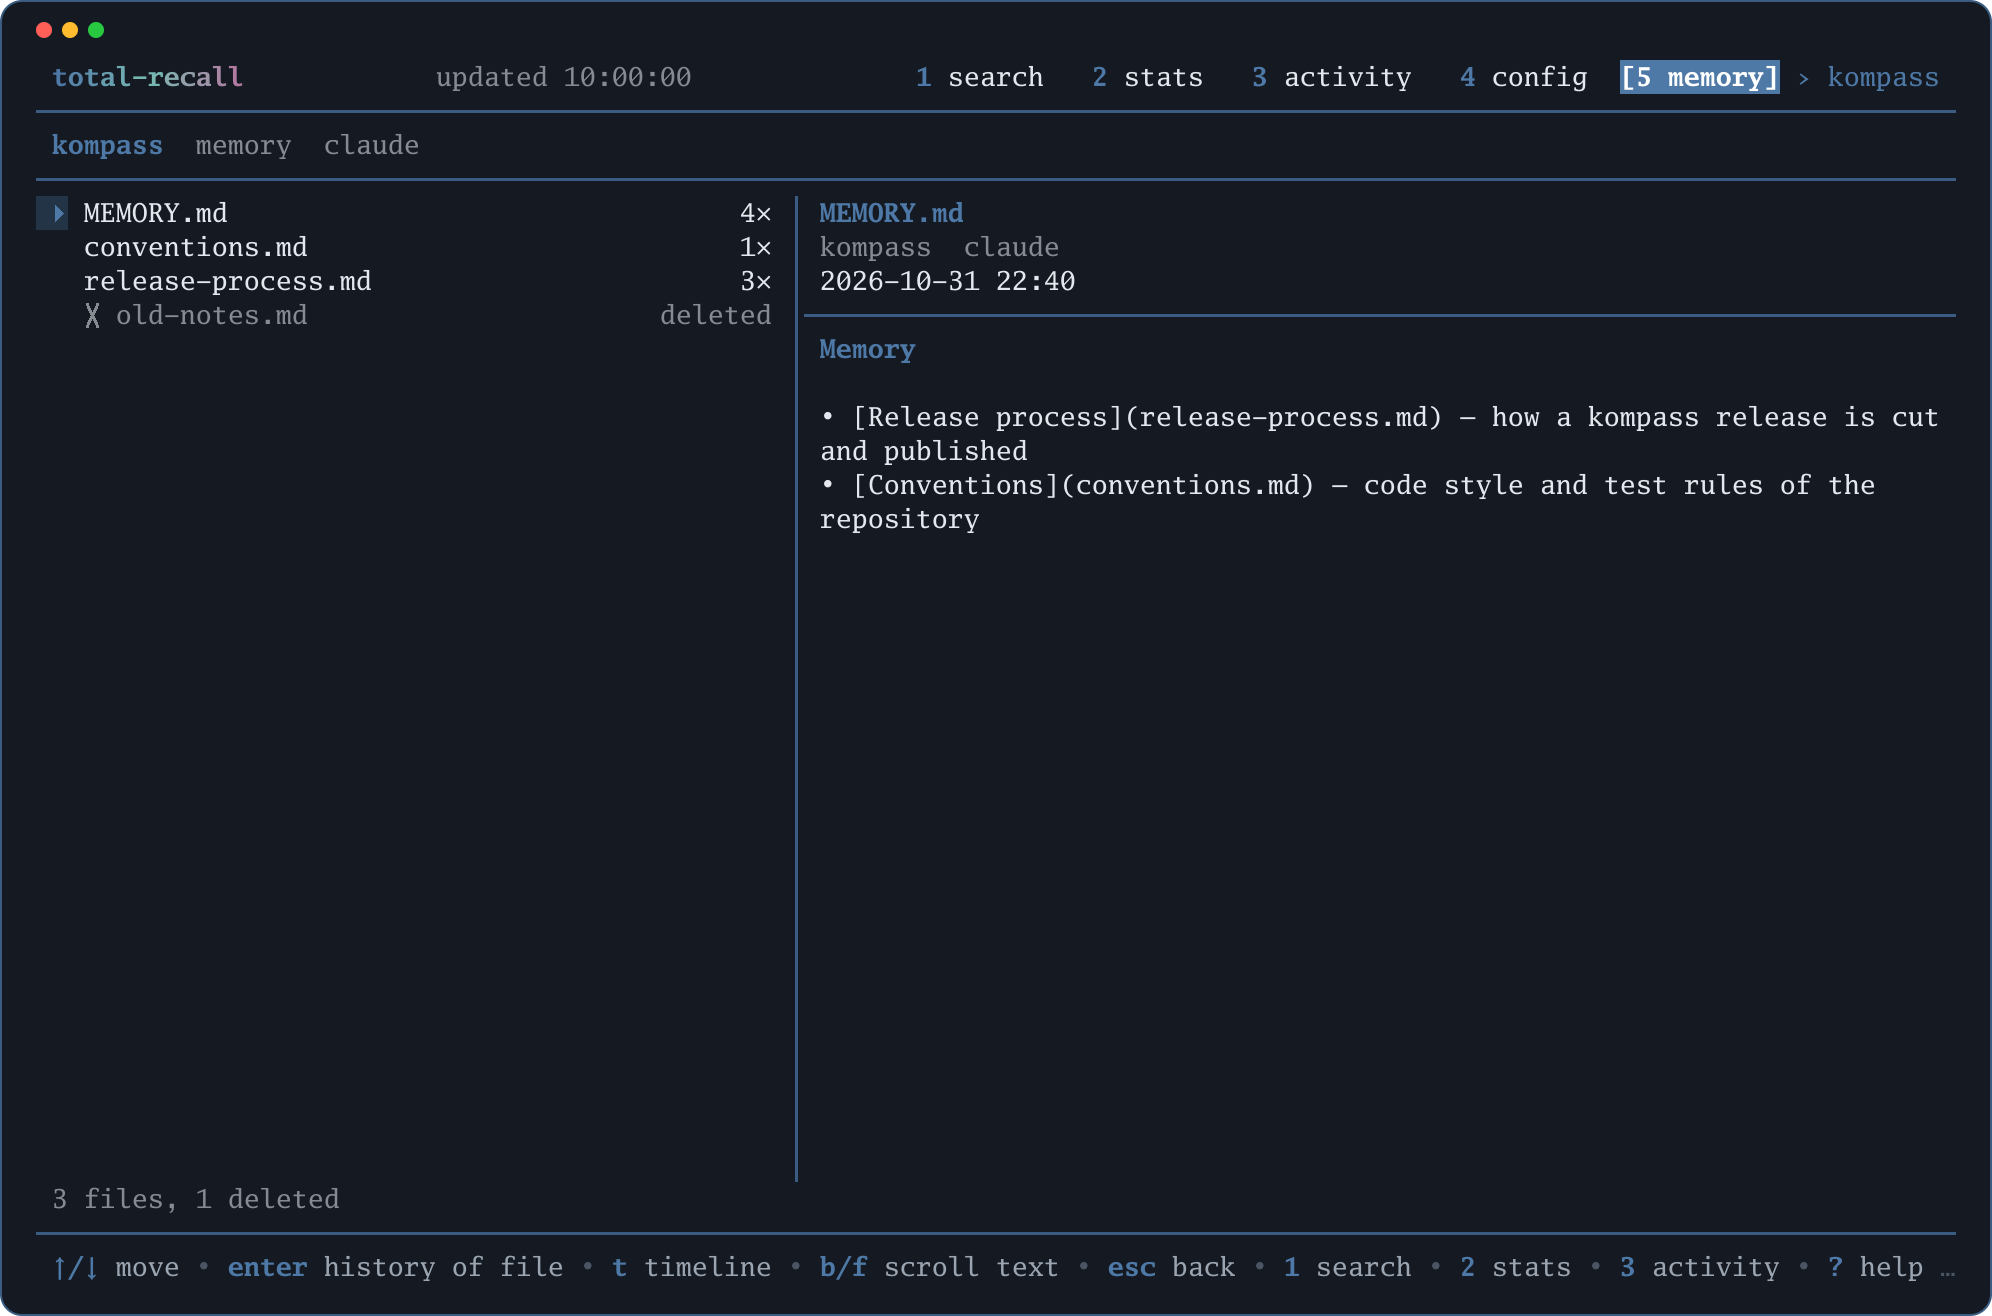 total-recall updated 10:00:00 1 search 2 stats 3 activity 4 config [5 memory] › kompass
kompass memory claude
MEMORY.md 4×
conventions.md 1×
release-process.md 3×
✗ old-notes.md deleted
MEMORY.md
kompass claude
2026-10-31 22:40
Memory
• [Release process](release-process.md) — how a kompass release is cut
and published
• [Conventions](conventions.md) — code style and test rules of the
repository
3 files, 1 deleted
↑/↓ move • enter history of file • t timeline • b/f scroll text • esc back • 1 search • 2 stats • 3 activity • ? help …